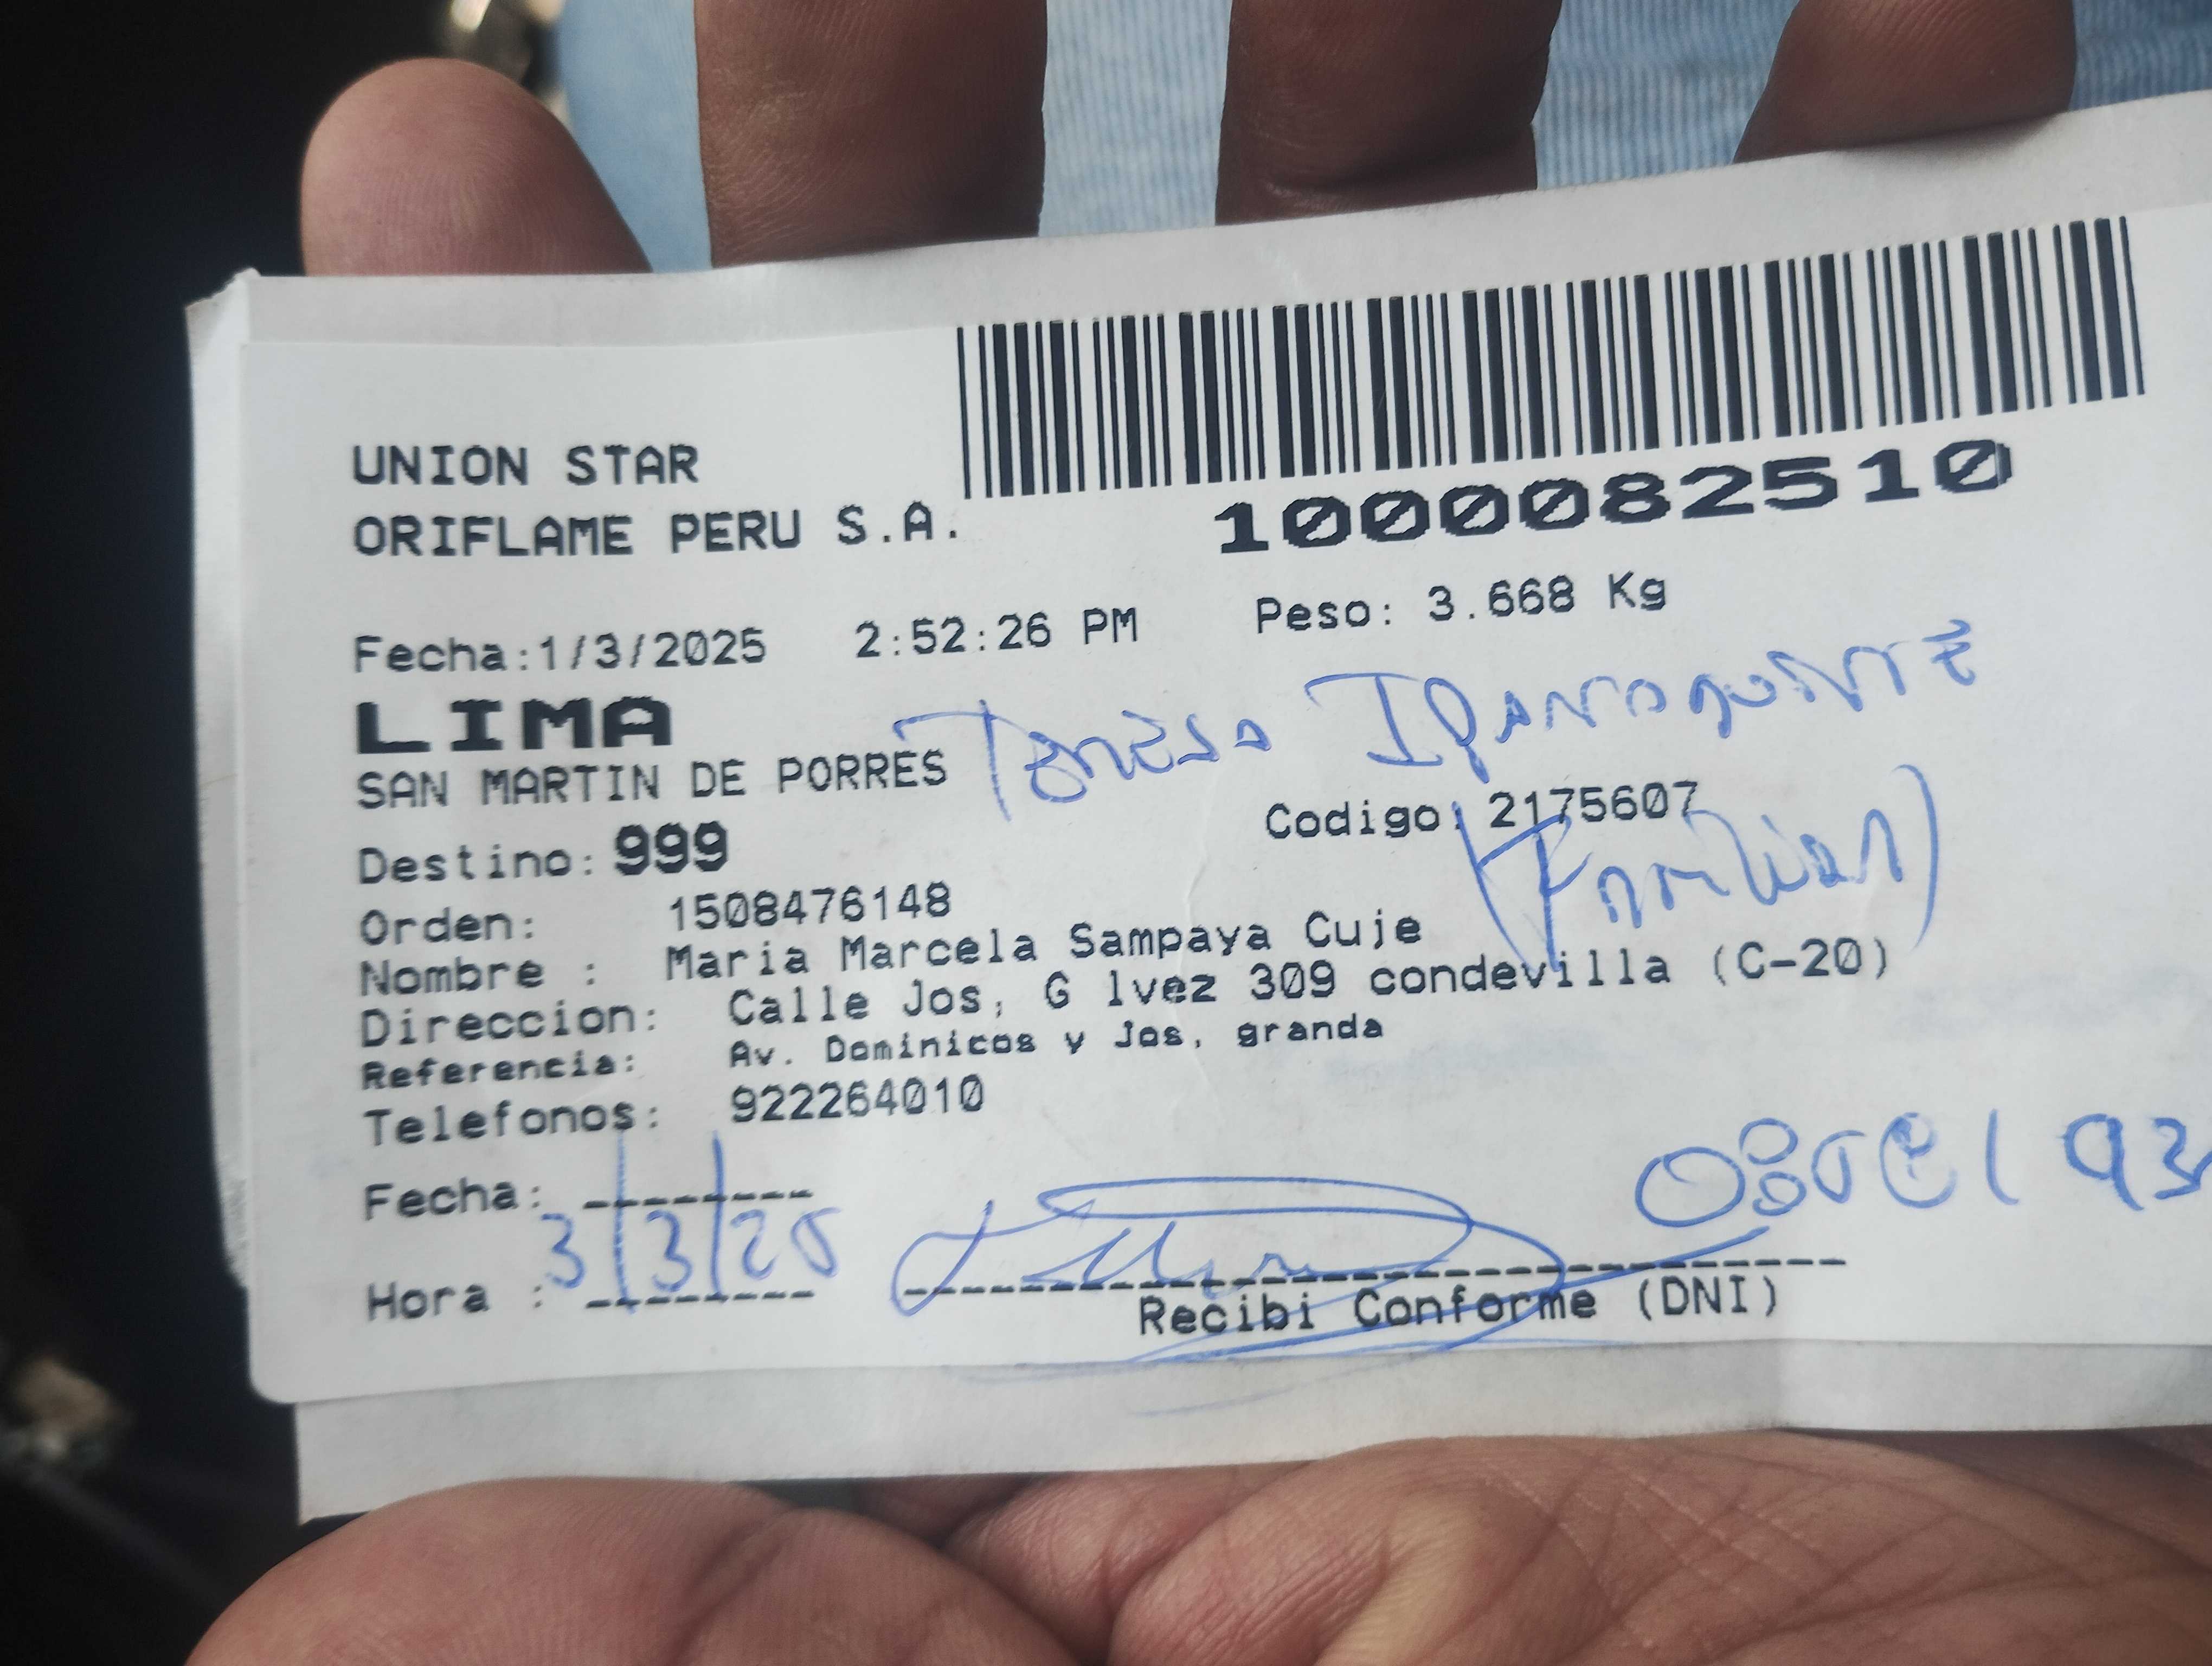 UNION STAR
ORIFLAME PERU S.A.
1000082510
Fecha:1/3/2025 2:52:26 PM Peso: 3.668 Kg
LIMA
SAN MARTIN DE PORRES Teresa
Codigo: 2175607
Destino: 999
(Familiar)
Orden: 1508476148
Nombre : Maria Marcela Sampaya Cuje
Direccion: Calle Jos, G lvez 309 condevilla (C-20)
Referencia: Av. Dominicos y Jos, granda
Telefonos: 922264010
Fecha:
3/3/25
Hora :
Recibi Conforme (DNI)